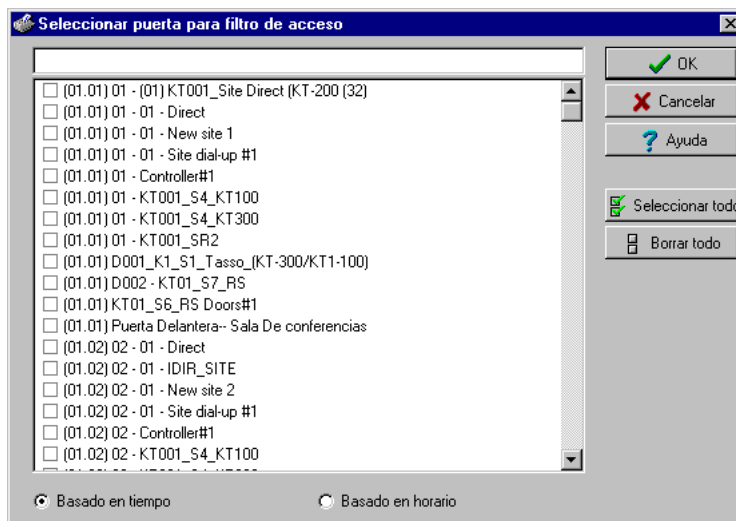 Seleccionar puerta para filtro de acceso
OK
Cancelar
Ayuda
Seleccionar todo
Borrar todo
(01.01) 01 - (01) KT001_Site Direct (KT-200 (32)
(01.01) 01 - 01 - Direct
(01.01) 01 - 01 - New site 1
(01.01) 01 - 01 - Site dial-up #1
(01.01) 01 - Controller#1
(01.01) 01 - KT001_S4_KT100
(01.01) 01 - KT001_S4_KT300
(01.01) 01 - KT001_SR2
(01.01) D001_K1_S1_Tasso_(KT-300/KT1-100)
(01.01) D002 - KT01_S7_RS
(01.01) KT01_S6_RS Doors#1
(01.01) Puerta Delantera-- Sala De conferencias
(01.02) 02 - 01 - Direct
(01.02) 02 - 01 - IDIR_SITE
(01.02) 02 - 01 - New site 2
(01.02) 02 - 01 - Site dial-up #1
(01.02) 02 - Controller#1
(01.02) 02 - KT001_S4_KT100
Basado en tiempo
Basado en horario